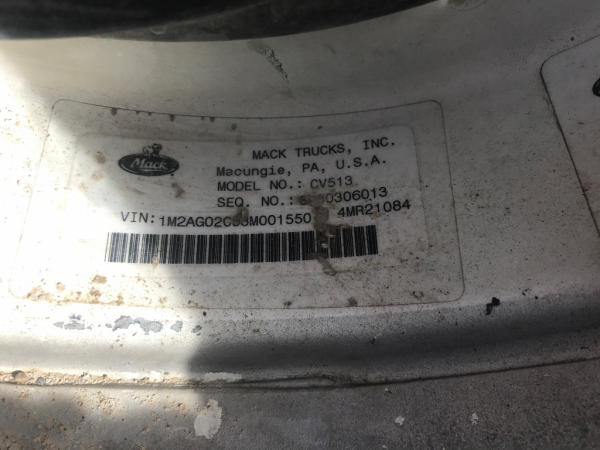 Mack
MACK TRUCKS, INC.
Macungie, PA, U.S.A.
MODEL NO.: CV513
SEQ. NO.:
VIN: 4MR21084